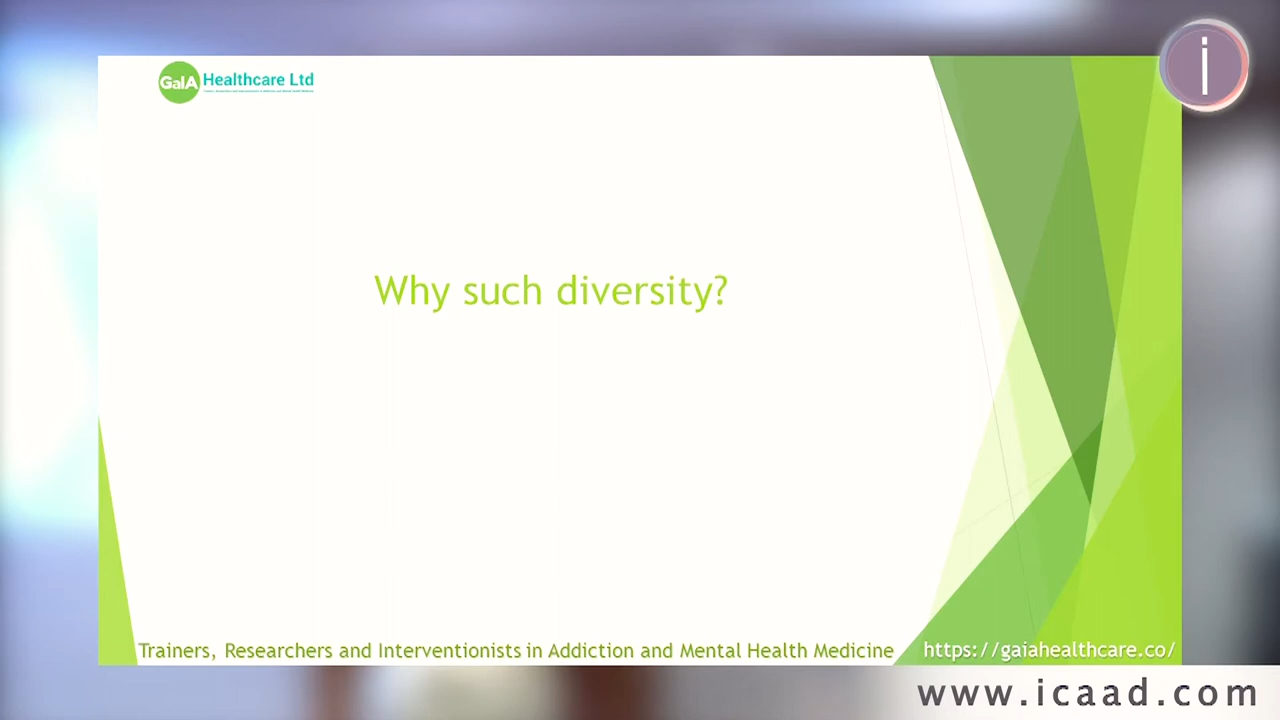 GaIA Healthcare Ltd
i
Why such diversity?
Trainers, Researchers and Interventionists in Addiction and Mental Health Medicine
https://gaiahealthcare.co/
www.icaad.com